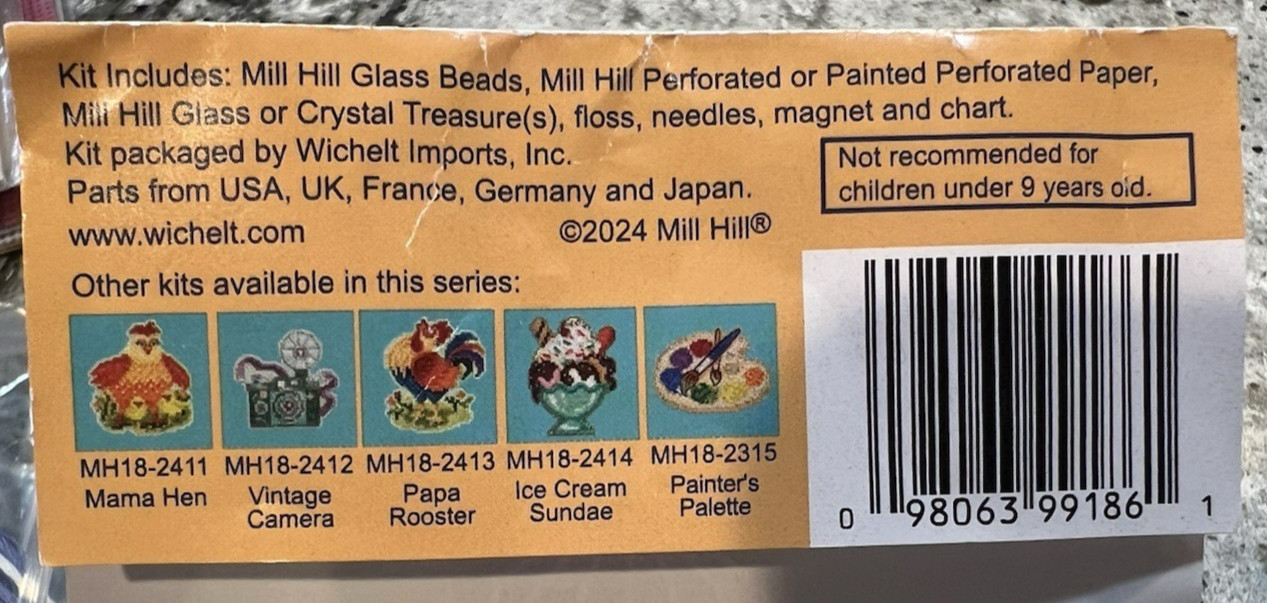 Kit Includes: Mill Hill Glass Beads, Mill Hill Perforated or Painted Perforated Paper,
Mill Hill Glass or Crystal Treasure(s), floss, needles, magnet and chart.
Kit packaged by Wichelt Imports, Inc.
Parts from USA, UK, France, Germany and Japan.
www.wichelt.com ©2024 Mill Hill®
Not recommended for
children under 9 years old.
Other kits available in this series:
MH18-2411 MH18-2412 MH18-2413 MH18-2414 MH18-2315
Mama Hen
Vintage
Camera
Papa
Rooster
Ice Cream
Sundae
Painter's
Palette
0 98063 99186 1